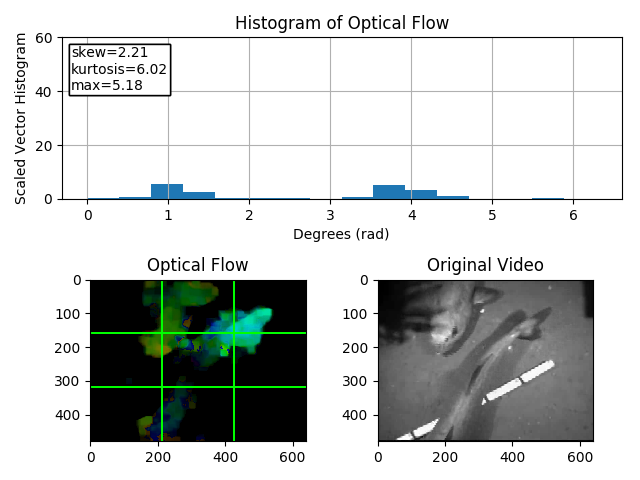 Histogram of Optical Flow
Scaled Vector Histogram
60
40
20
0
skew=2.21
kurtosis=6.02
max=5.18
0 1 2 3 4 5 6
Degrees (rad)
Optical Flow
0
100
200
300
400
0 200 400 600
Original Video
0
100
200
300
400
0 200 400 600